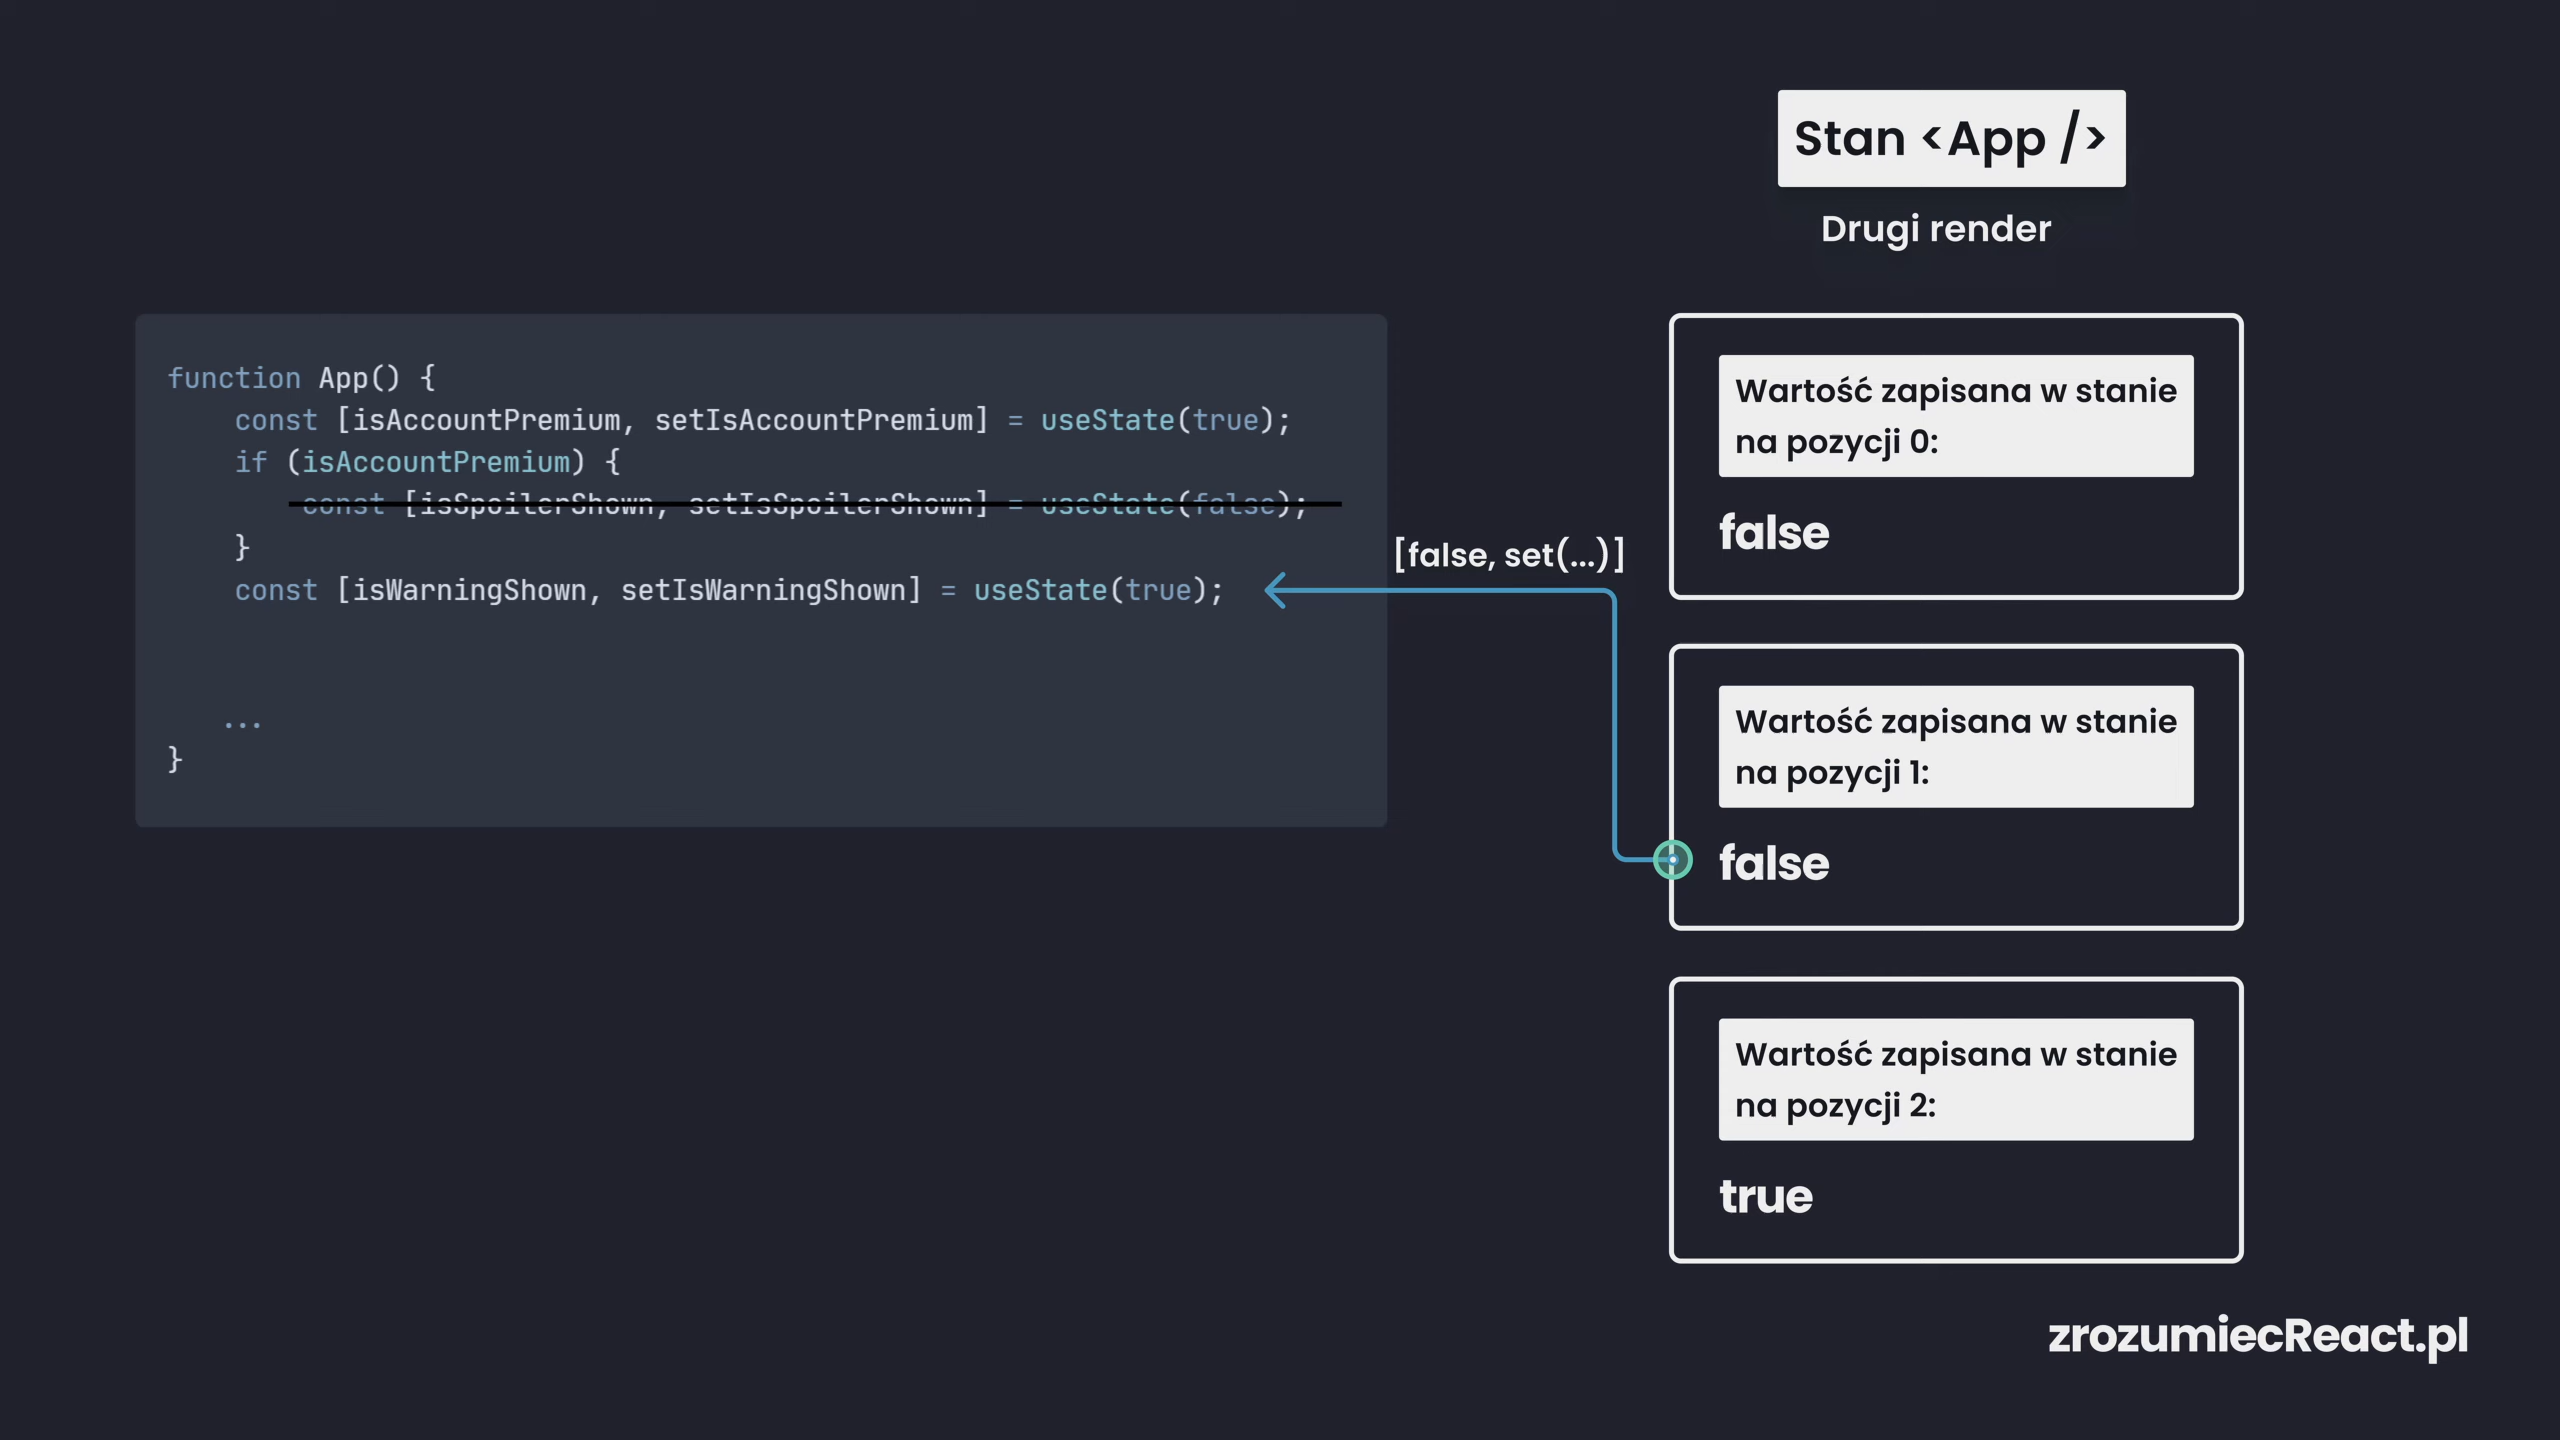 Stan <App />
Drugi render
function App() {
const [isAccountPremium, setIsAccountPremium] = useState(true);
if (isAccountPremium) {
const [isSpoilerShown, setIsSpoilerShown] = useState(false);
}
const [isWarningShown, setIsWarningShown] = useState(true);
...
}
[false, set(...)]
Wartość zapisana w stanie
na pozycji 0:
false
Wartość zapisana w stanie
na pozycji 1:
false
Wartość zapisana w stanie
na pozycji 2:
true
zrozumiecReact.pl